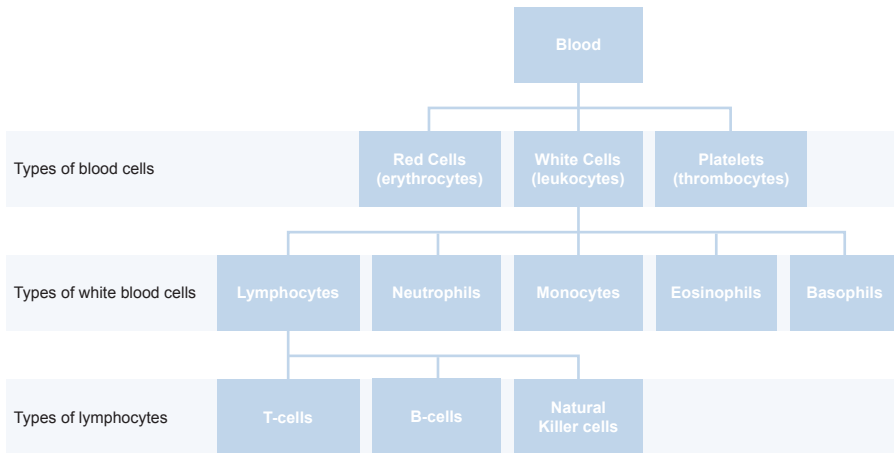 Blood
Types of blood cells
Red Cells
(erythrocytes)
White Cells
(leukocytes)
Platelets
(thrombocytes)
Types of white blood cells
Lymphocytes
Neutrophils
Monocytes
Eosinophils
Basophils
Types of lymphocytes
T-cells
B-cells
Natural
Killer cells